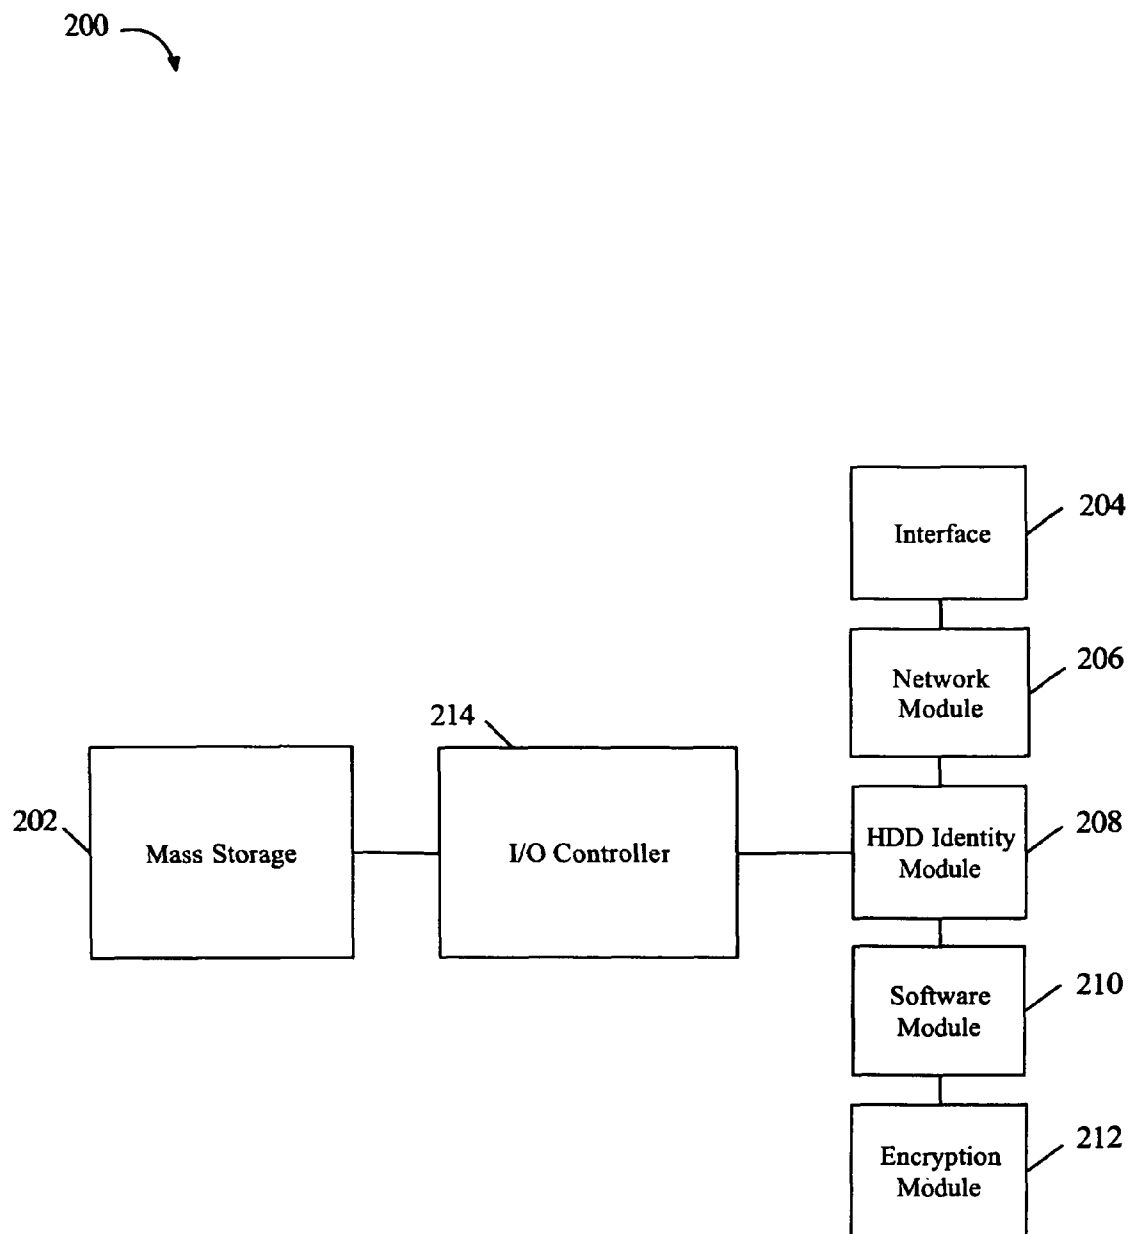 200
204
Interface
206
Network
Module
214
202
Mass Storage
I/O Controller
HDD Identity
Module
208
Software
Module
210
Encryption
Module
212